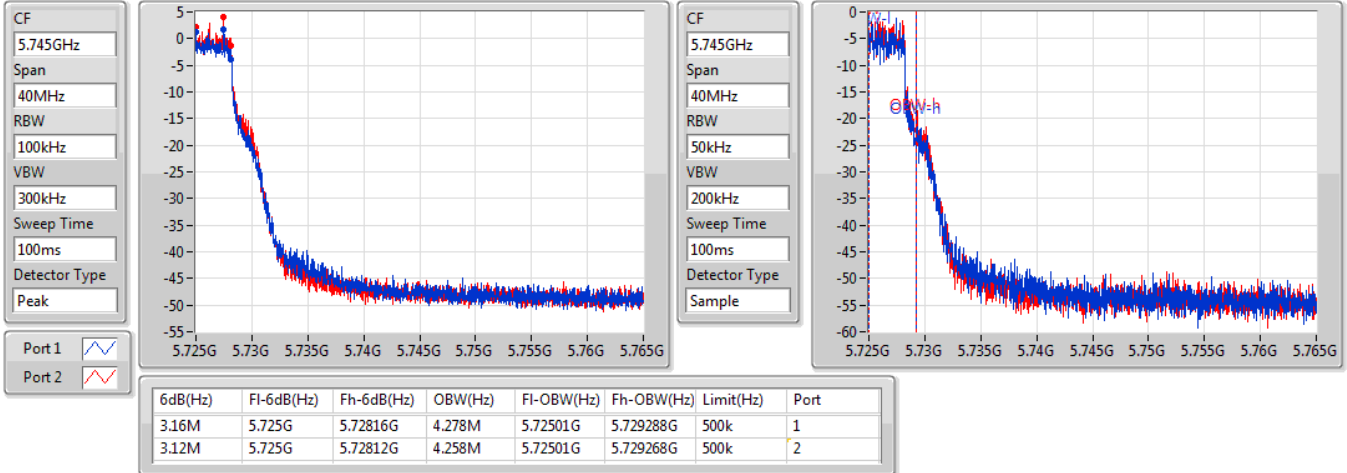 CF
5.745GHz
Span
40MHz
RBW
100kHz
VBW
300kHz
Sweep Time
100ms
Detector Type
Peak
Port 1
Port 2
5
0
-5
-10
-15
-20
-25
-30
-35
-40
-45
-50
-55
5.725G 5.73G 5.735G 5.74G 5.745G 5.75G 5.755G 5.76G 5.765G
CF
5.745GHz
Span
40MHz
RBW
50kHz
VBW
200kHz
Sweep Time
100ms
Detector Type
Sample
0
-5
-10
-15
-20
-25
-30
-35
-40
-45
-50
-55
-60
OBW-h
5.725G 5.73G 5.735G 5.74G 5.745G 5.75G 5.755G 5.76G 5.765G
6dB(Hz) Fl-6dB(Hz) Fh-6dB(Hz) OBW(Hz) Fl-OBW(Hz) Fh-OBW(Hz) Limit(Hz) Port
3.16M 5.725G 5.72816G 4.278M 5.72501G 5.729288G 500k 1
3.12M 5.725G 5.72812G 4.258M 5.72501G 5.729268G 500k 2